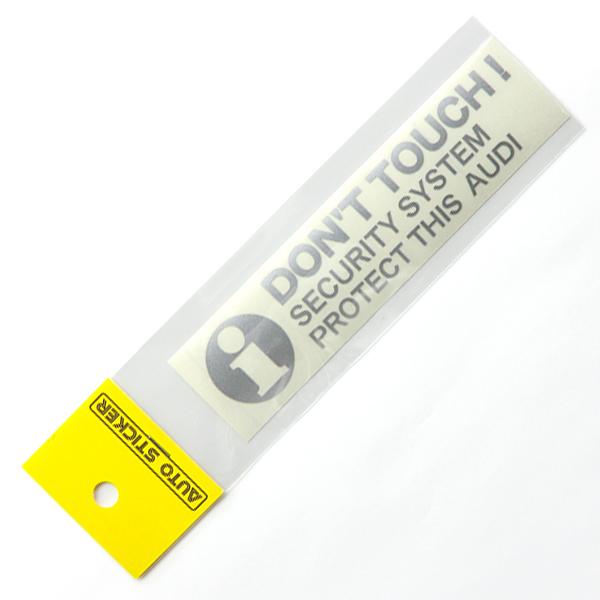 DON'T TOUCH!
SECURITY SYSTEM
PROTECT THIS AUDI
i
AUTO STICKER